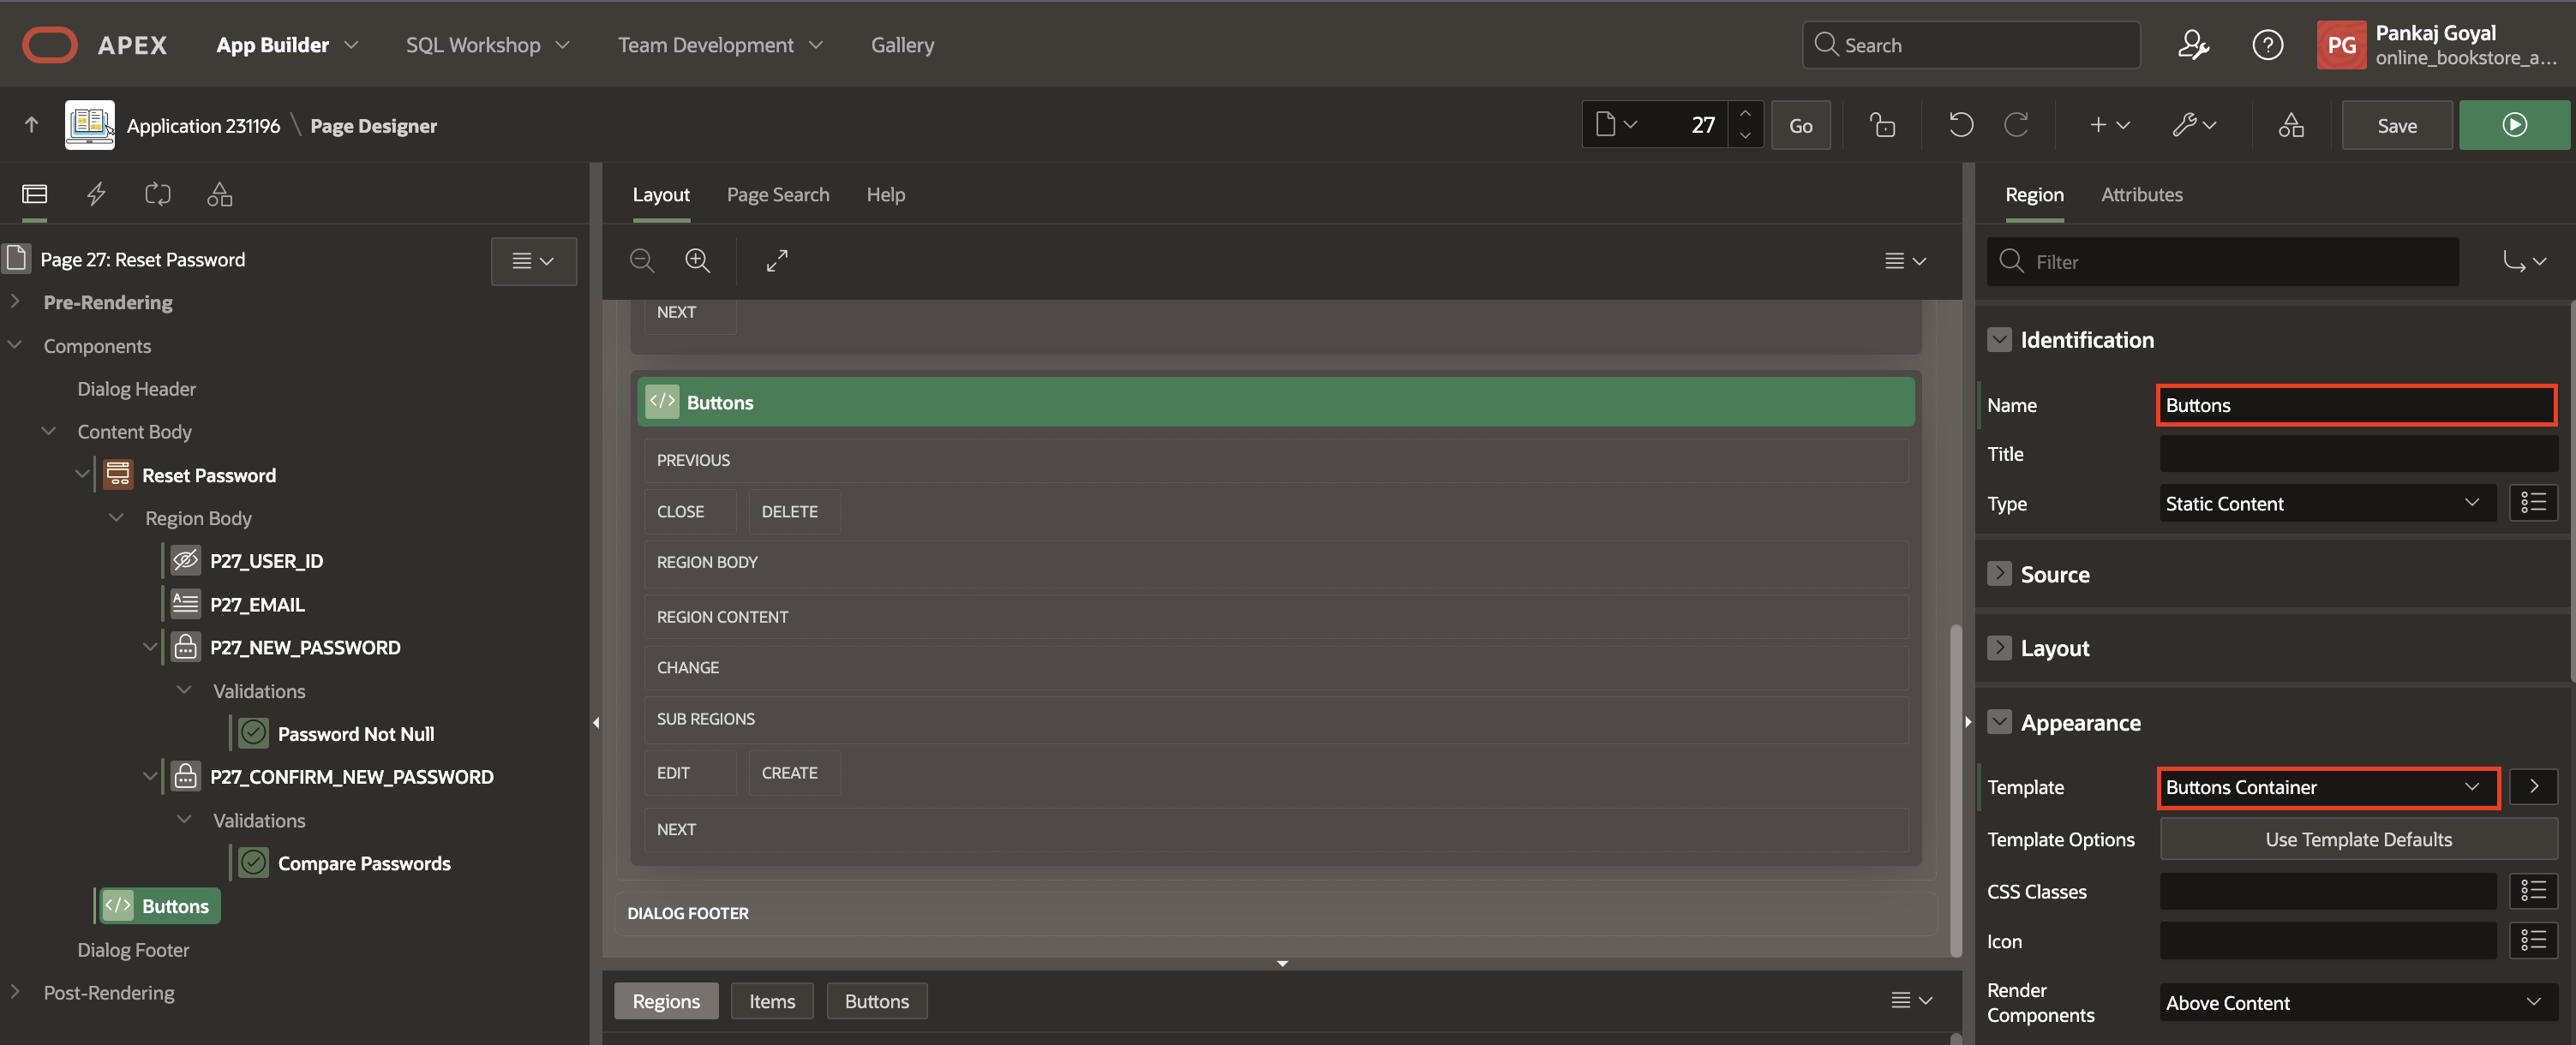 APEX App Builder SQL Workshop Team Development Gallery Search PG Pankaj Goyal
online_bookstore_a...
Application 231196 \ Page Designer 27 Go Save
Layout Page Search Help
Region Attributes
Page 27: Reset Password
Filter
Pre-Rendering
Components
Dialog Header
Content Body
Reset Password
Region Body
P27_USER_ID
P27_EMAIL
P27_NEW_PASSWORD
Validations
Password Not Null
P27_CONFIRM_NEW_PASSWORD
Validations
Compare Passwords
Buttons
Dialog Footer
Post-Rendering
NEXT
Buttons
PREVIOUS
CLOSE DELETE
REGION BODY
REGION CONTENT
CHANGE
SUB REGIONS
EDIT CREATE
NEXT
DIALOG FOOTER
Regions Items Buttons
Identification
Name Buttons
Title
Type Static Content
Source
Layout
Appearance
Template Buttons Container
Template Options Use Template Defaults
CSS Classes
Icon
Render
Components Above Content